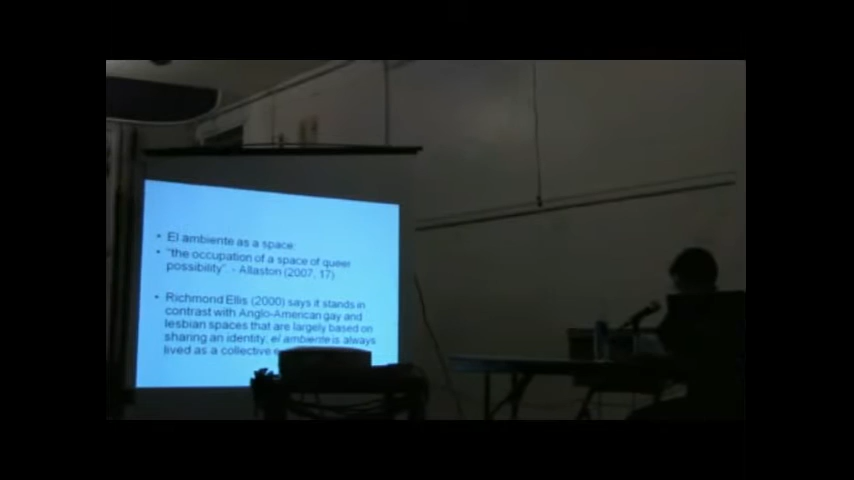 • El ambiente as a space:
• "the occupation of a space of queer
possibility". - Allaston (2007, 17)
• Richmond Ellis (2000) says it stands in
contrast with Anglo-American gay and
lesbian spaces that are largely based on
sharing an identity; el ambiente is always
lived as a collective